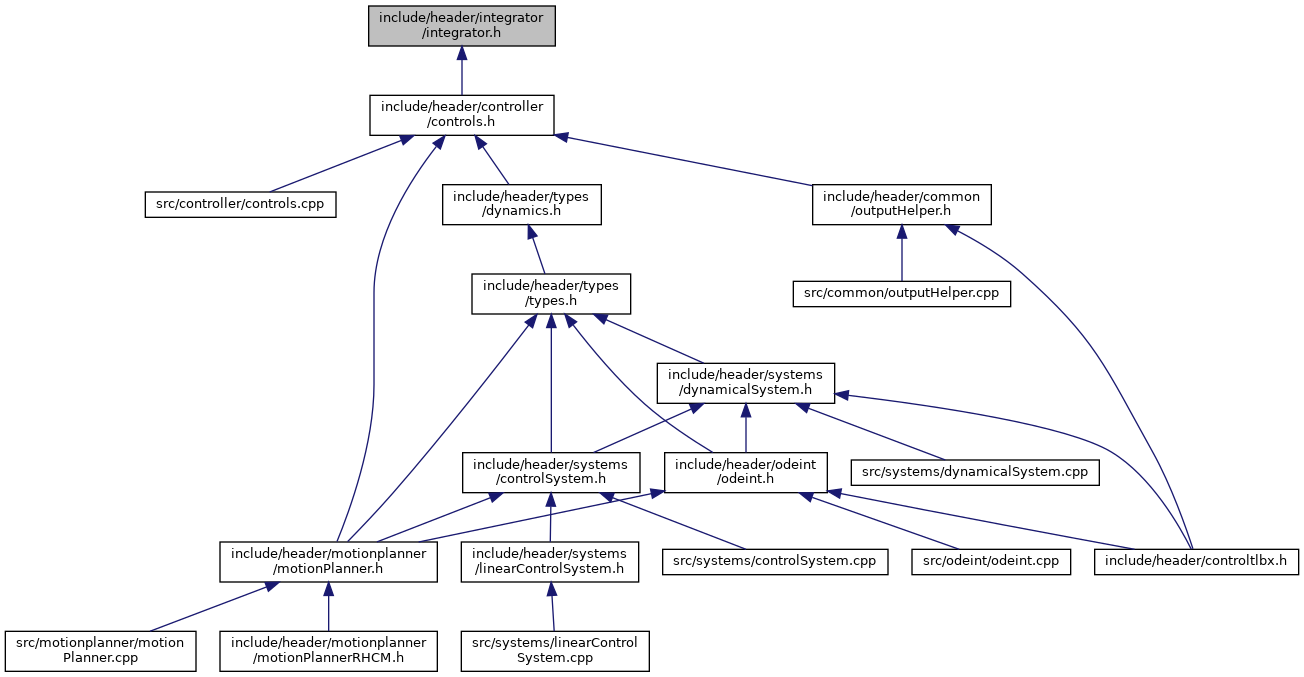 include/header/integrator
/integrator.h
include/header/controller
/controls.h
src/controller/controls.cpp
include/header/types
/dynamics.h
include/header/common
/outputHelper.h
include/header/types
/types.h
src/common/outputHelper.cpp
include/header/systems
/dynamicalSystem.h
include/header/systems
/controlSystem.h
include/header/odeint
/odeint.h
src/systems/dynamicalSystem.cpp
include/header/motionplanner
/motionPlanner.h
include/header/systems
/linearControlSystem.h
src/systems/controlSystem.cpp
src/odeint/odeint.cpp
include/header/controltlbx.h
src/motionplanner/motion
Planner.cpp
include/header/motionplanner
/motionPlannerRHCM.h
src/systems/linearControl
System.cpp